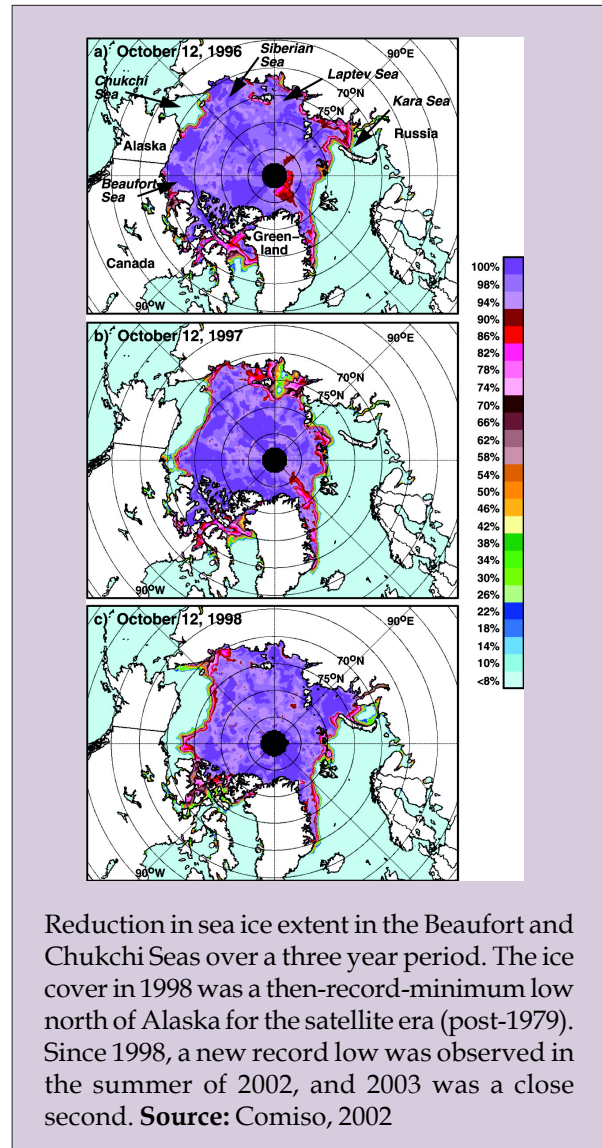 a) October 12, 1996
90°E
Siberian
Sea
Chukchi
Sea
Laptev Sea
70°N
75°N
Kara Sea
Russia
Alaska
Beaufort
Sea
Green-
land
Canada
90°W
b) October 12, 1997
90°E
70°N
75°N
90°W
c) October 12, 1998
90°E
70°N
75°N
90°W
100%
98%
94%
90%
86%
82%
78%
74%
70%
66%
62%
58%
54%
50%
46%
42%
38%
34%
30%
26%
22%
18%
14%
10%
<8%
Reduction in sea ice extent in the Beaufort and
Chukchi Seas over a three year period. The ice
cover in 1998 was a then-record-minimum low
north of Alaska for the satellite era (post-1979).
Since 1998, a new record low was observed in
the summer of 2002, and 2003 was a close
second. Source: Comiso, 2002